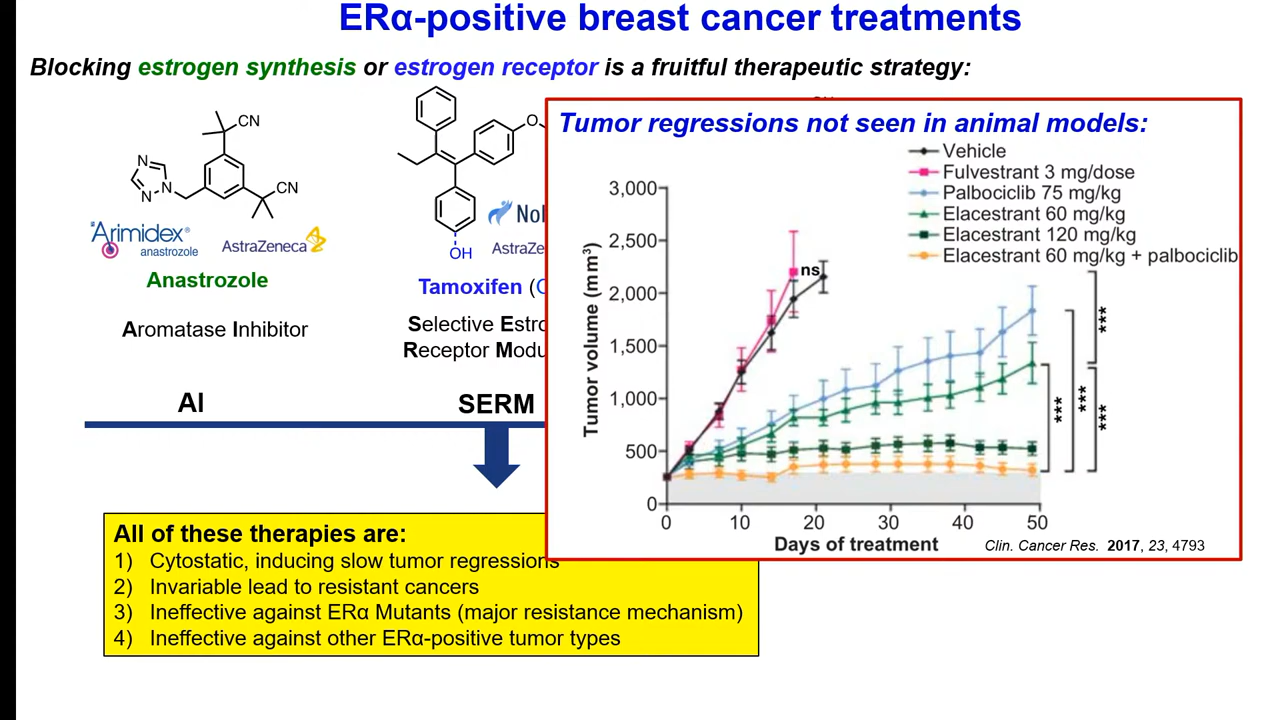 ERα-positive breast cancer treatments
Blocking estrogen synthesis or estrogen receptor is a fruitful therapeutic strategy:
CN
N
N
N
CN
Arimidex®
anastrozole
AstraZeneca
Anastrozole
Aromatase Inhibitor
AI
O
OH
Nol
AstraZe
Tamoxifen (
Selective Estro
Receptor Modu
SERM
Tumor regressions not seen in animal models:
Vehicle
Fulvestrant 3 mg/dose
Palbociclib 75 mg/kg
Elacestrant 60 mg/kg
Elacestrant 120 mg/kg
Elacestrant 60 mg/kg + palbociclib
Tumor volume (mm³)
3,000
2,500
2,000
1,500
1,000
500
0
ns
***
***
***
***
0 10 20 30 40 50
Days of treatment
Clin. Cancer Res. 2017, 23, 4793
All of these therapies are:
1) Cytostatic, inducing slow tumor regressions
2) Invariable lead to resistant cancers
3) Ineffective against ERα Mutants (major resistance mechanism)
4) Ineffective against other ERα-positive tumor types